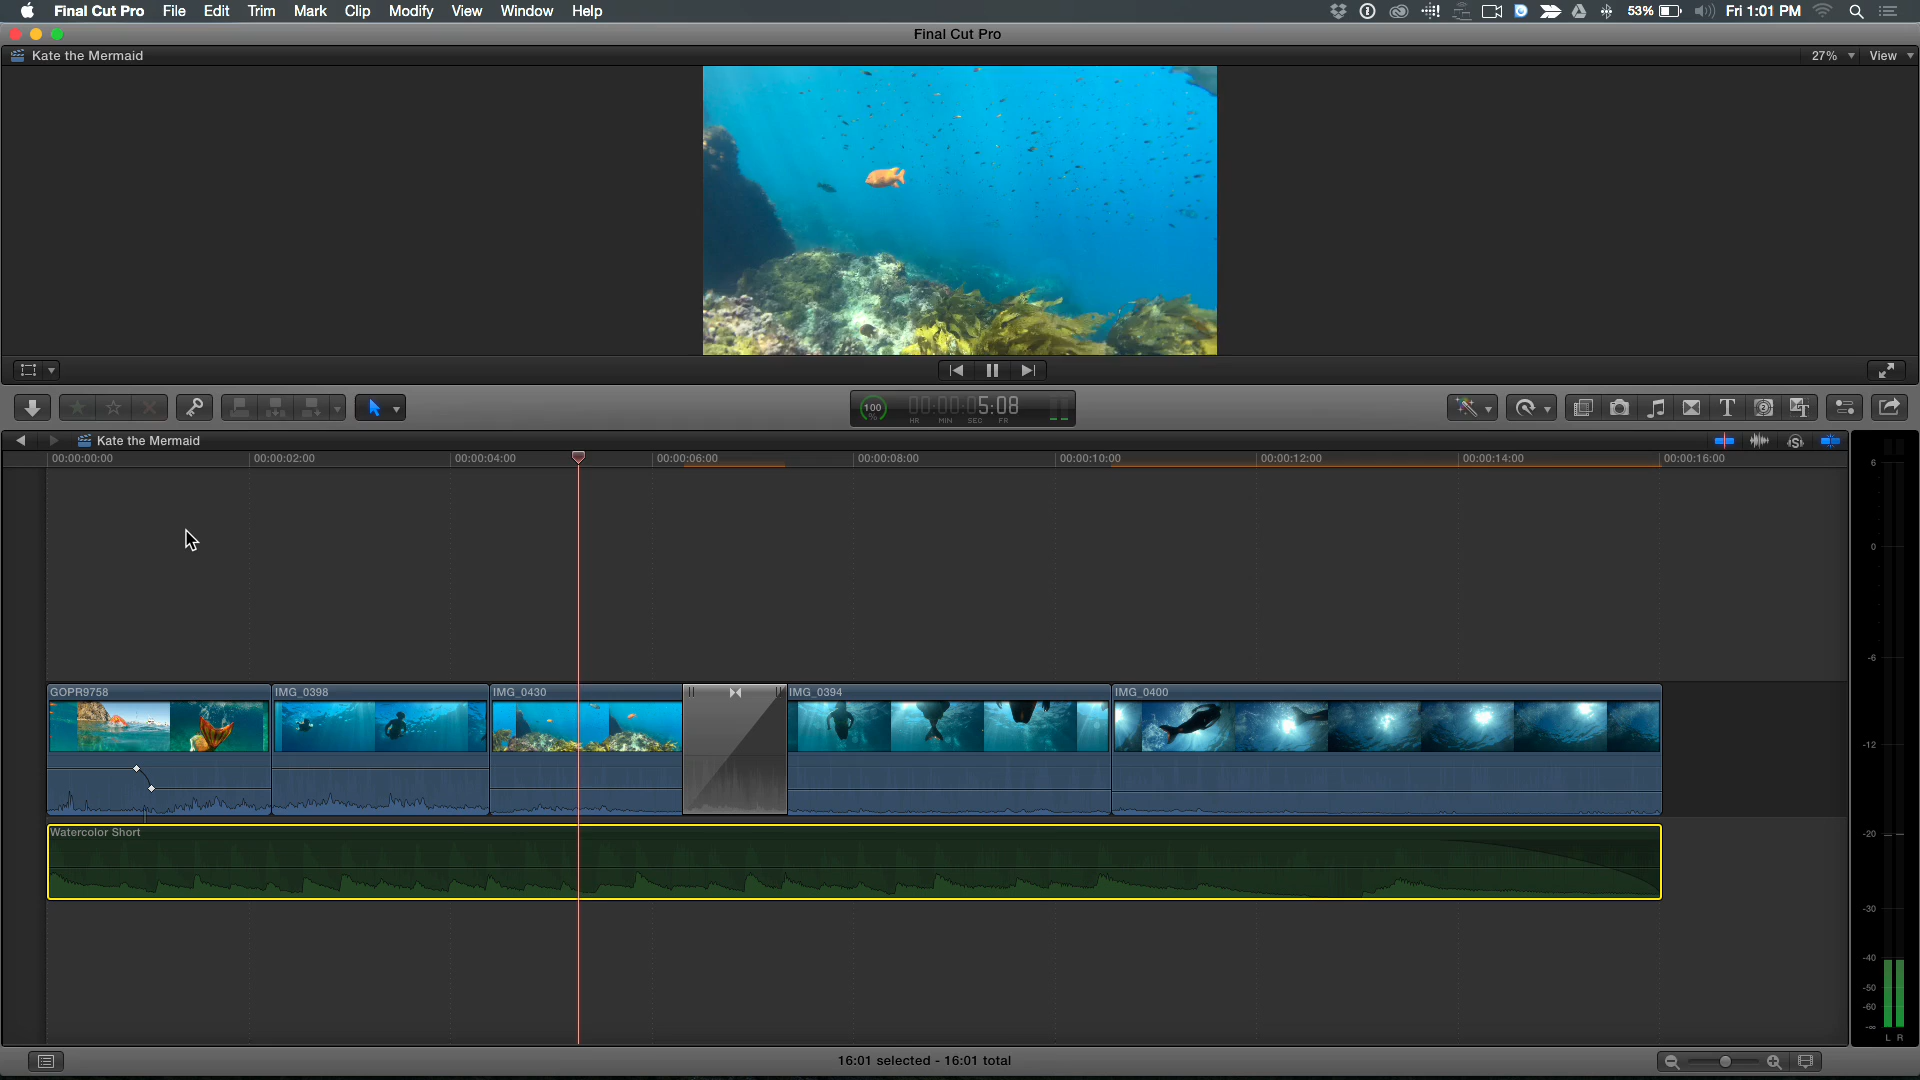 Final Cut Pro File Edit Trim Mark Clip Modify View Window Help 53% Fri 1:01 PM
Final Cut Pro
Kate the Mermaid 27% View
100 % 00:00:05:08
HR MIN SEC FR
Kate the Mermaid
00:00:00:00 00:00:02:00 00:00:04:00 00:00:06:00 00:00:08:00 00:00:10:00 00:00:12:00 00:00:14:00 00:00:16:00
6
0
-6
GOPR9758 IMG_0398 IMG_0430 IMG_0394 IMG_0400
-12
Watercolor Short
-20
-30
-40
-50
-60
-∞
L R
16:01 selected - 16:01 total